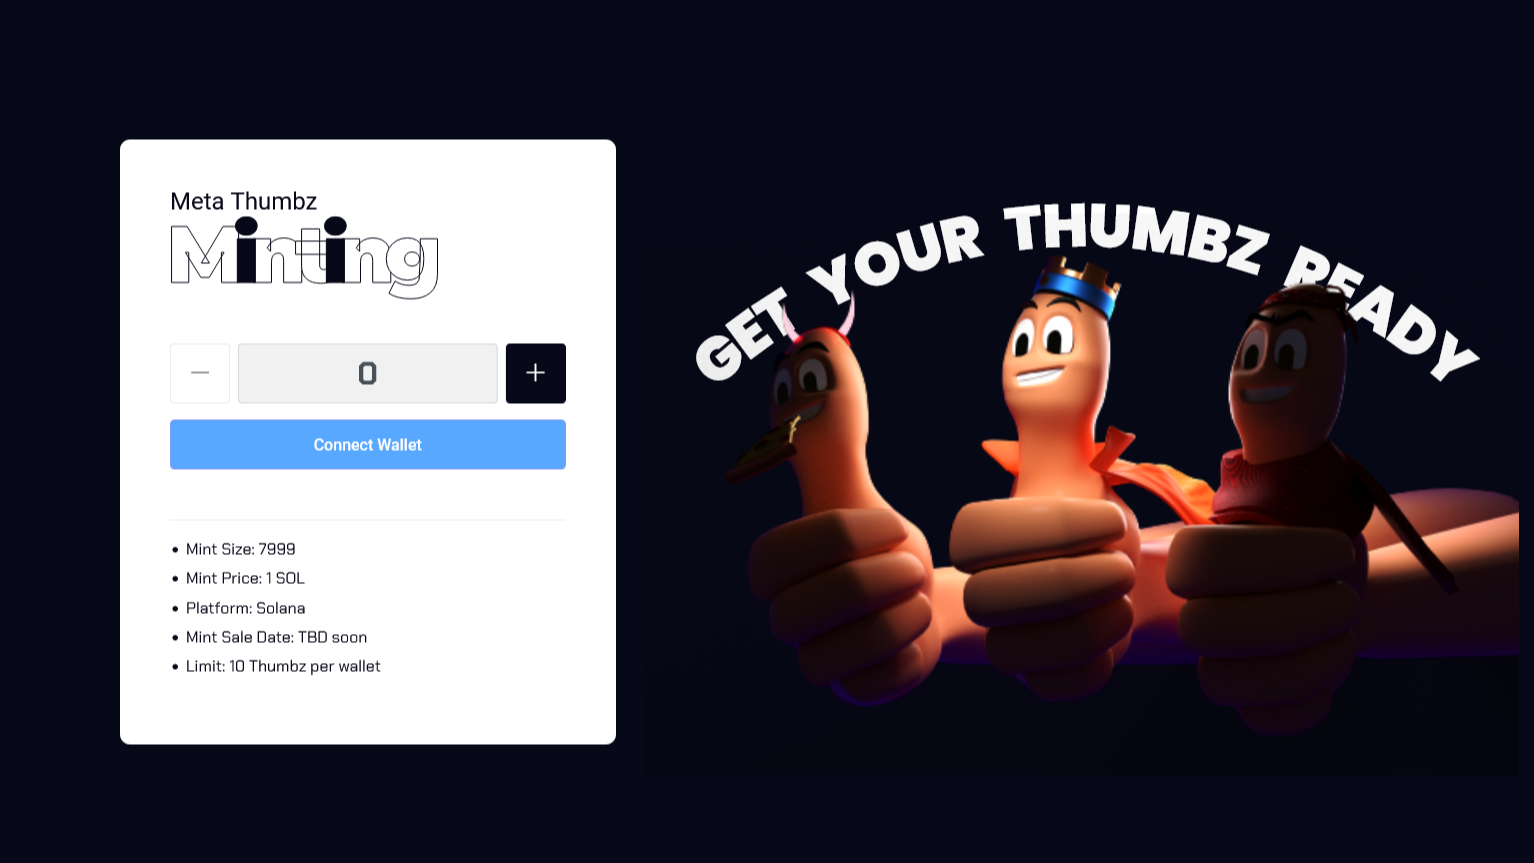 Meta Thumbz
Minting
0
Connect Wallet
Mint Size: 7999
Mint Price: 1 SOL
Platform: Solana
Mint Sale Date: TBD soon
Limit: 10 Thumbz per wallet
GET YOUR THUMBZ READY